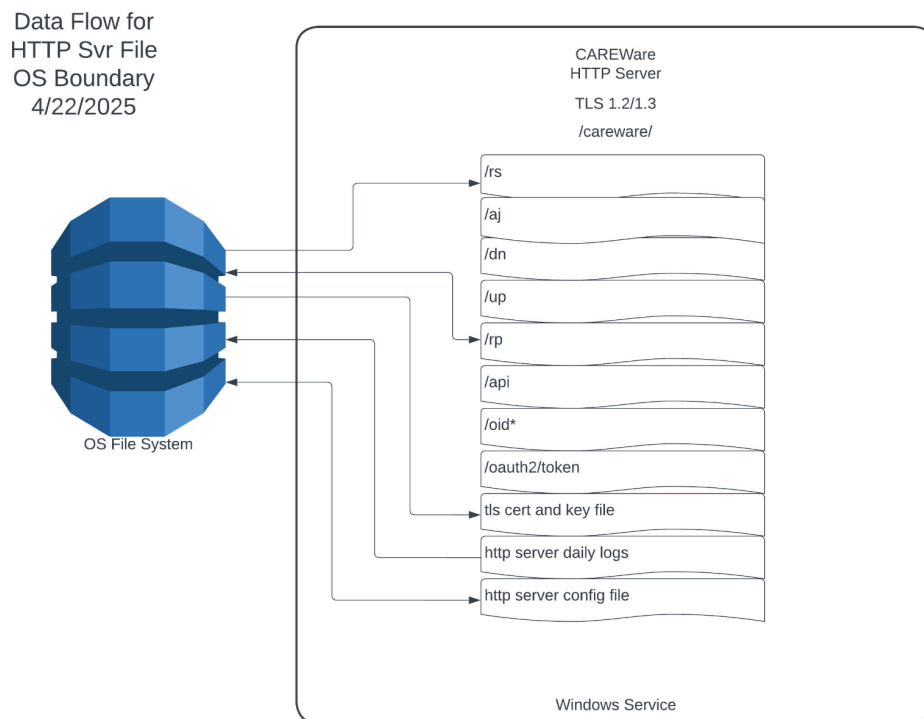 Data Flow for
HTTP Svr File
OS Boundary
4/22/2025
CAREWare
HTTP Server
TLS 1.2/1.3
/careware/
/rs
/aj
/dn
/up
/rp
/api
/oid*
/oauth2/token
tls cert and key file
http server daily logs
http server config file
OS File System
Windows Service